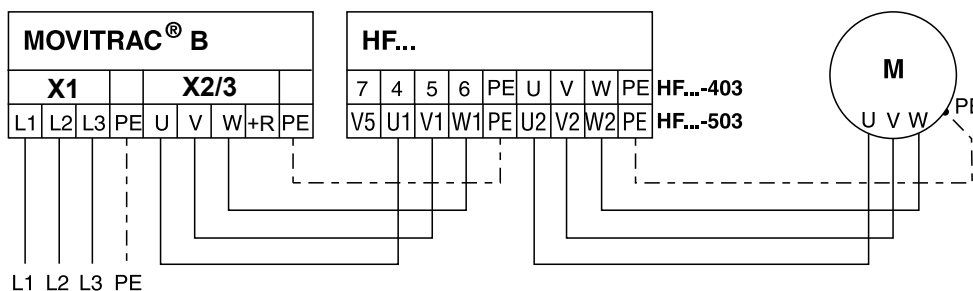 MOVITRAC® B
HF...
M
X1 X2/3
7 4 5 6 PE U V W PE HF...-403
L1 L2 L3 PE U V W +R PE
V5 U1 V1 W1 PE U2 V2 W2 PE HF...-503
U V W PE
L1 L2 L3 PE